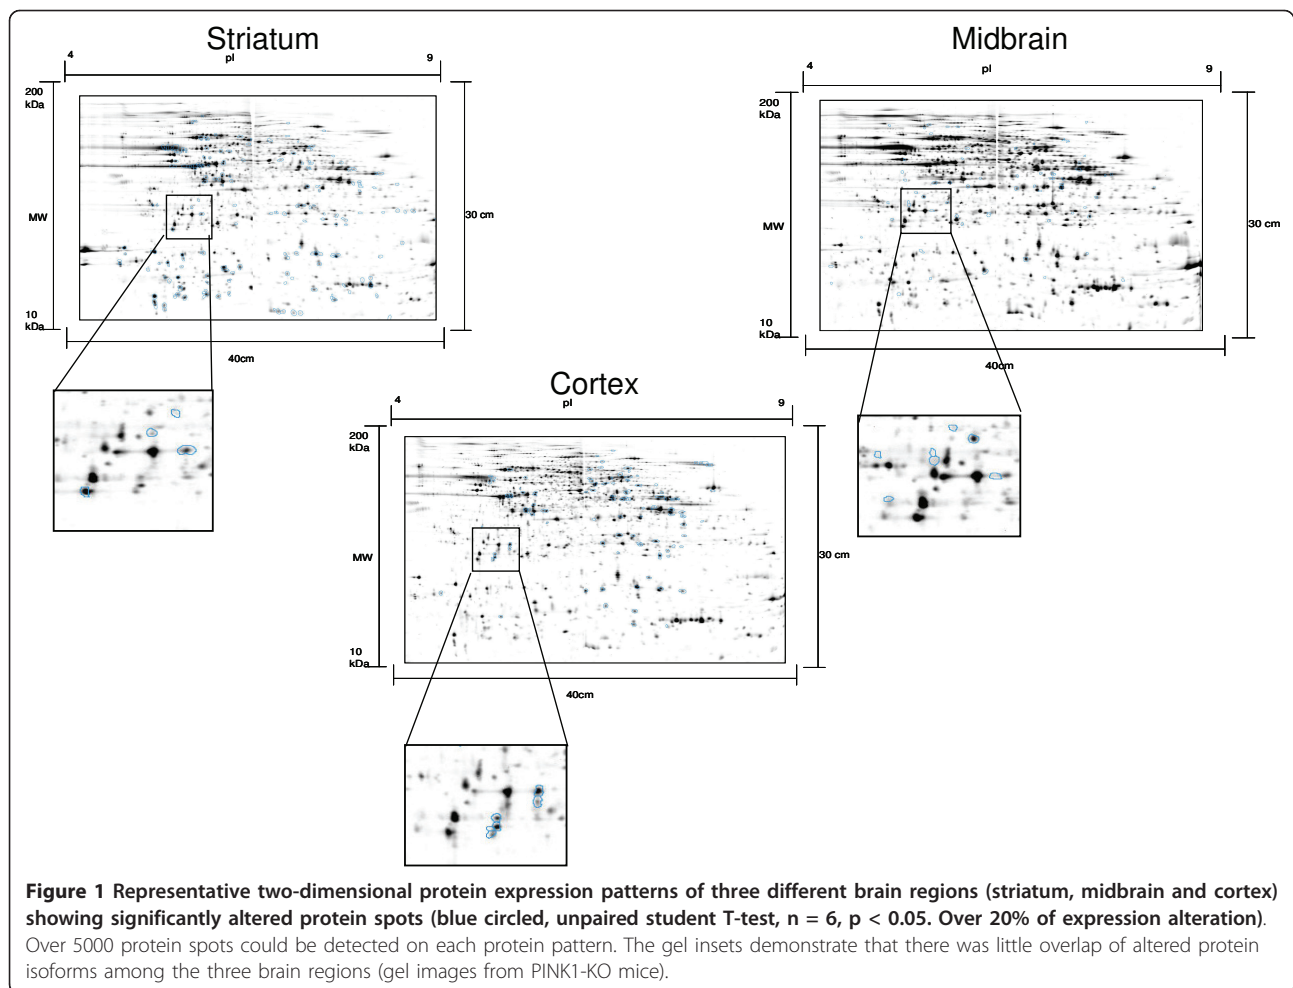 Striatum
4
pI
9
200
kDa
MW
30 cm
10
kDa
40cm
Midbrain
4
pI
9
200
kDa
MW
30 cm
10
kDa
40cm
Cortex
4
pI
9
200
kDa
MW
30 cm
10
kDa
40cm
Figure 1 Representative two-dimensional protein expression patterns of three different brain regions (striatum, midbrain and cortex)
showing significantly altered protein spots (blue circled, unpaired student T-test, n = 6, p < 0.05. Over 20% of expression alteration).
Over 5000 protein spots could be detected on each protein pattern. The gel insets demonstrate that there was little overlap of altered protein
isoforms among the three brain regions (gel images from PINK1-KO mice).